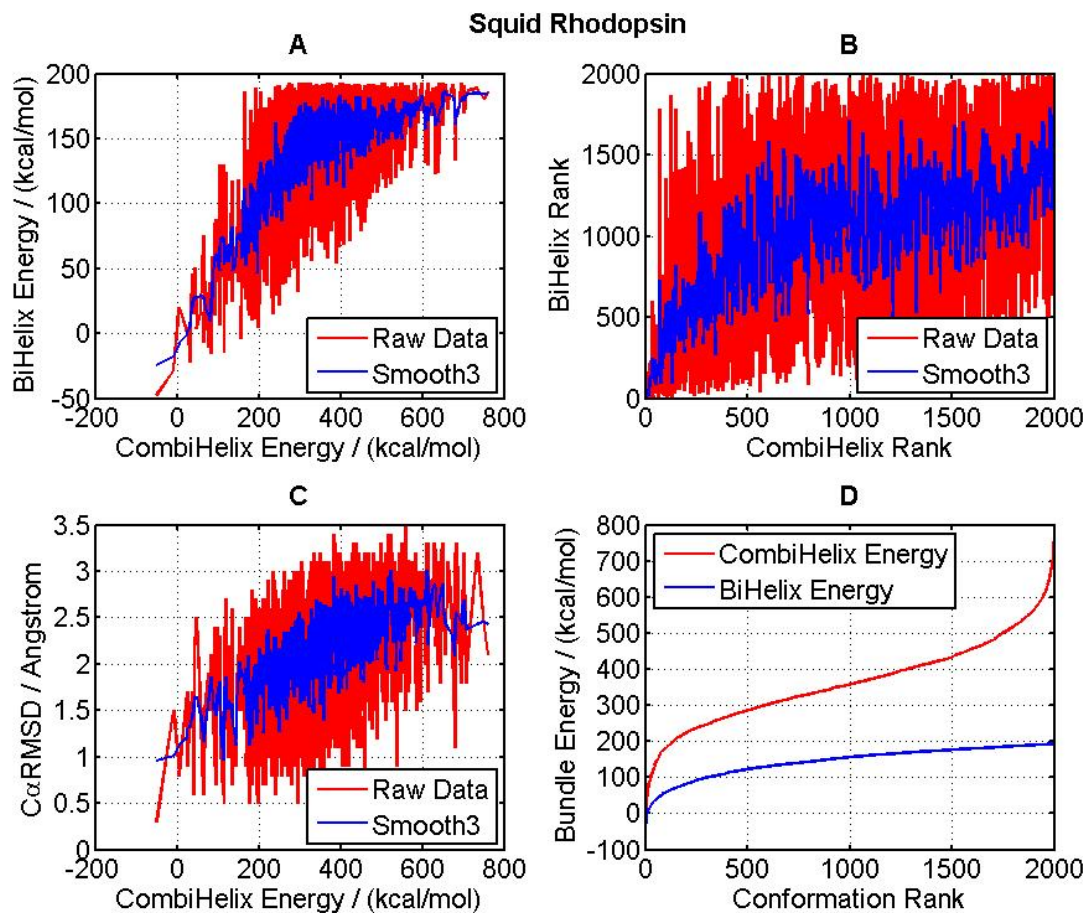 Squid Rhodopsin
A
BiHelix Energy / (kcal/mol)
200
150
100
50
0
-50
-200
0
200
400
600
800
CombiHelix Energy / (kcal/mol)
Raw Data
Smooth3
B
BiHelix Rank
2000
1500
1000
500
0
0
500
1000
1500
2000
CombiHelix Rank
Raw Data
Smooth3
C
CαRMSD / Angstrom
3.5
3
2.5
2
1.5
1
0.5
0
-200
0
200
400
600
800
CombiHelix Energy / (kcal/mol)
Raw Data
Smooth3
D
Bundle Energy / (kcal/mol)
800
700
600
500
400
300
200
100
0
-100
0
500
1000
1500
2000
Conformation Rank
CombiHelix Energy
BiHelix Energy